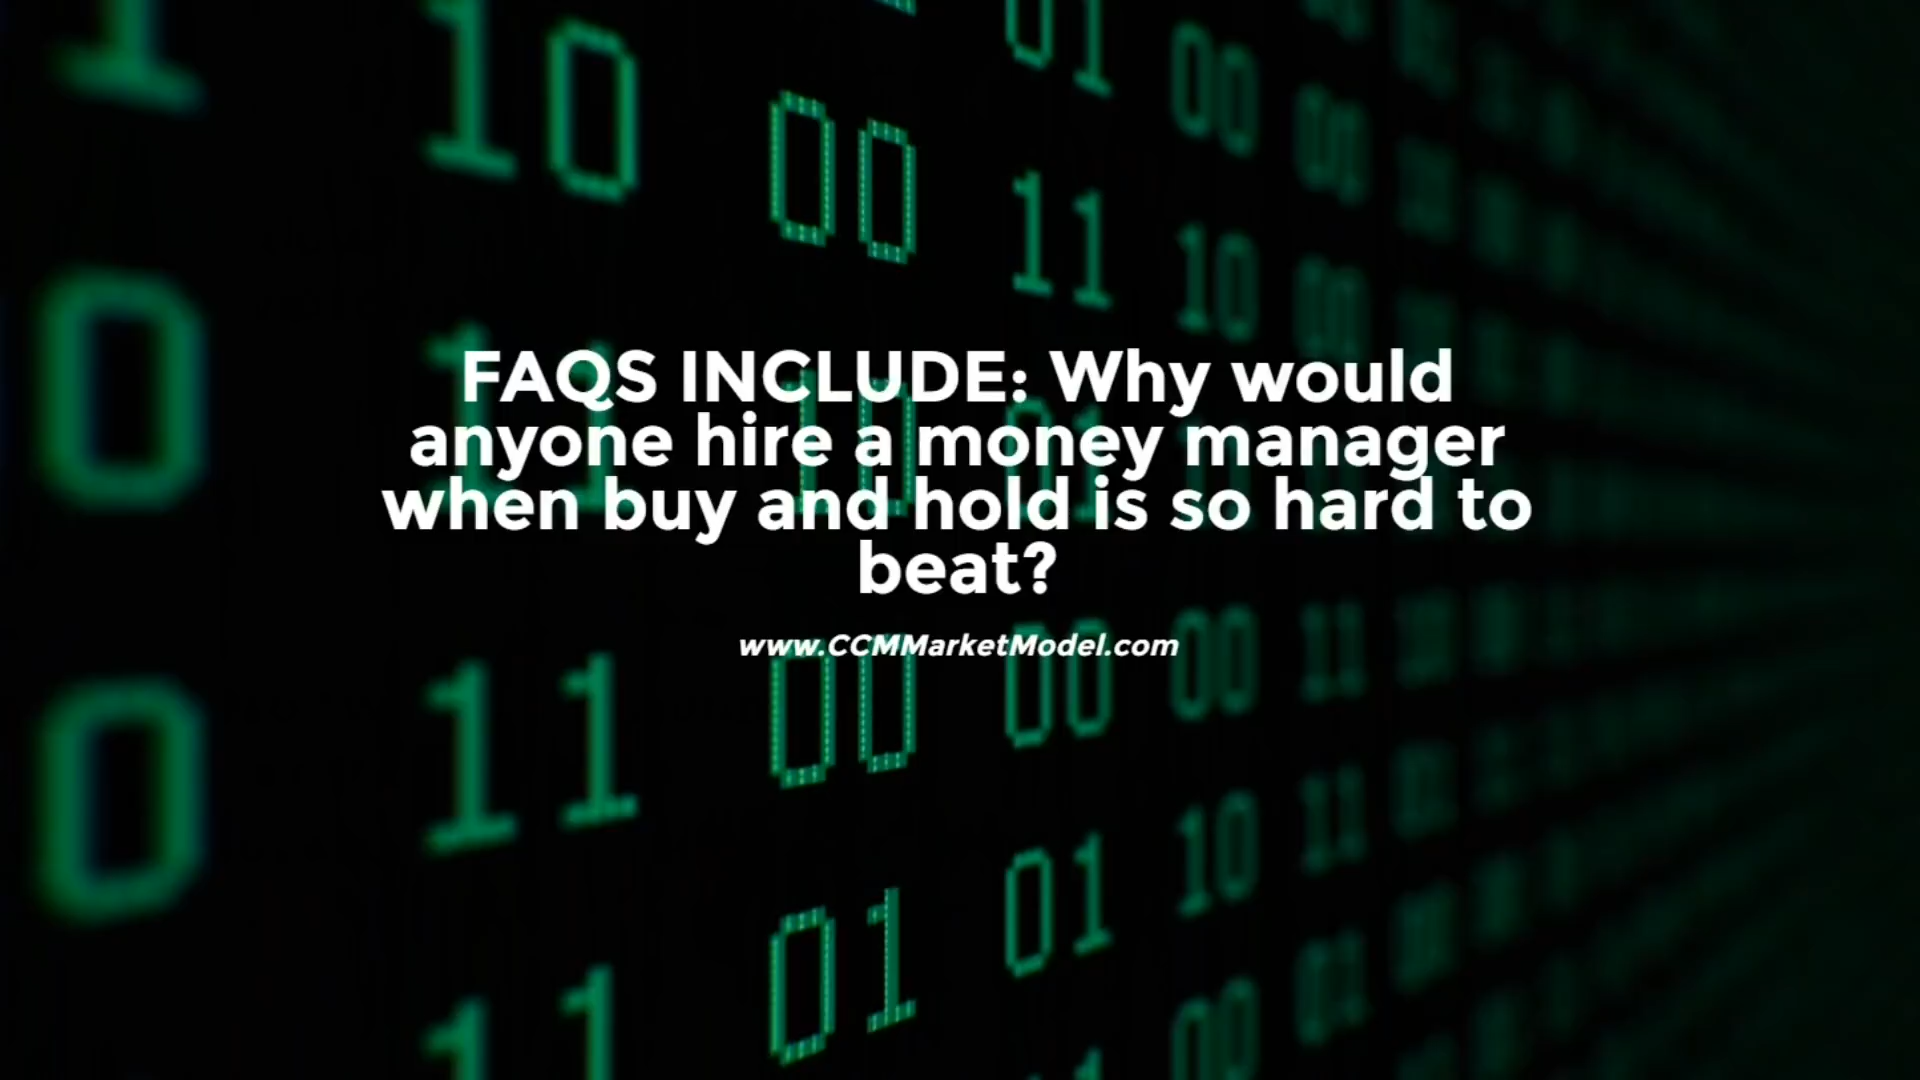 FAQS INCLUDE: Why would
anyone hire a money manager
when buy and hold is so hard to
beat?
www.CCMMarketModel.com